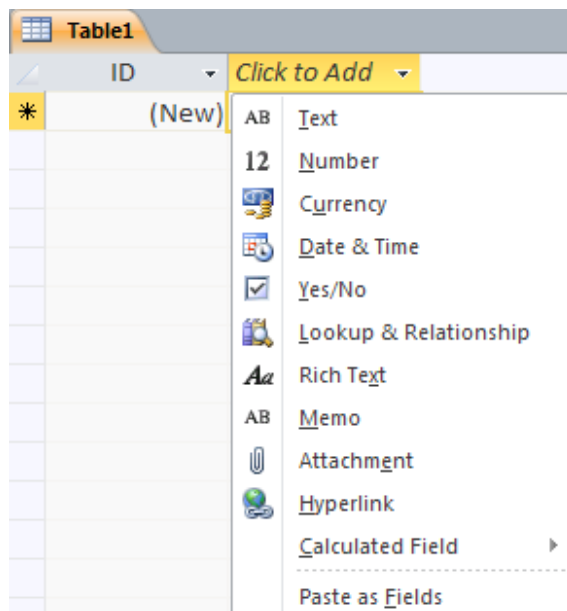 Table1
ID Click to Add
(New)
AB Text
12 Number
Currency
Date & Time
Yes/No
Lookup & Relationship
Aa Rich Text
AB Memo
Attachment
Hyperlink
Calculated Field
Paste as Fields